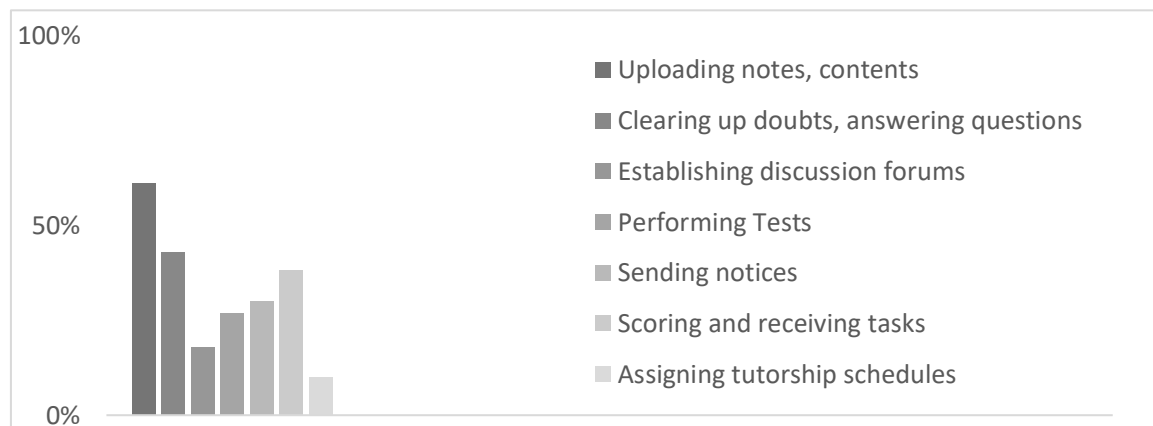 100%
50%
0%
Uploading notes, contents
Clearing up doubts, answering questions
Establishing discussion forums
Performing Tests
Sending notices
Scoring and receiving tasks
Assigning tutorship schedules